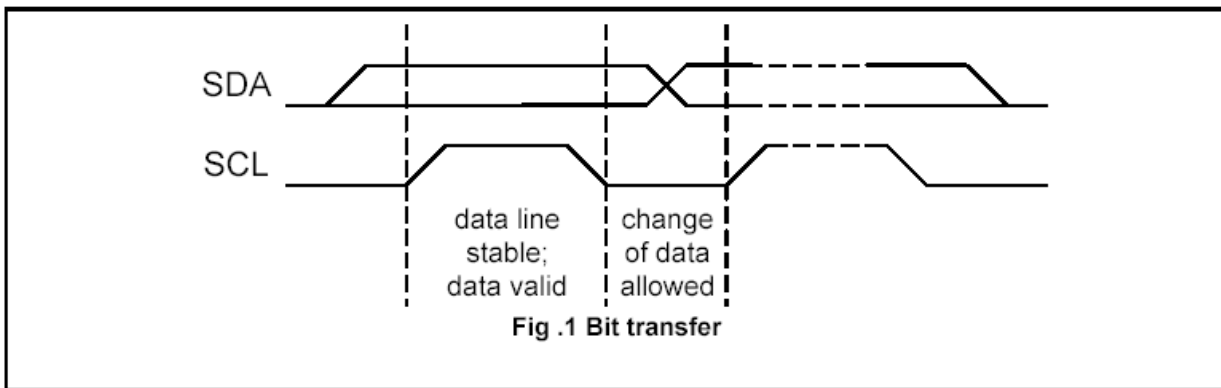 SDA
SCL
data line
stable;
data valid
change
of data
allowed
Fig .1 Bit transfer